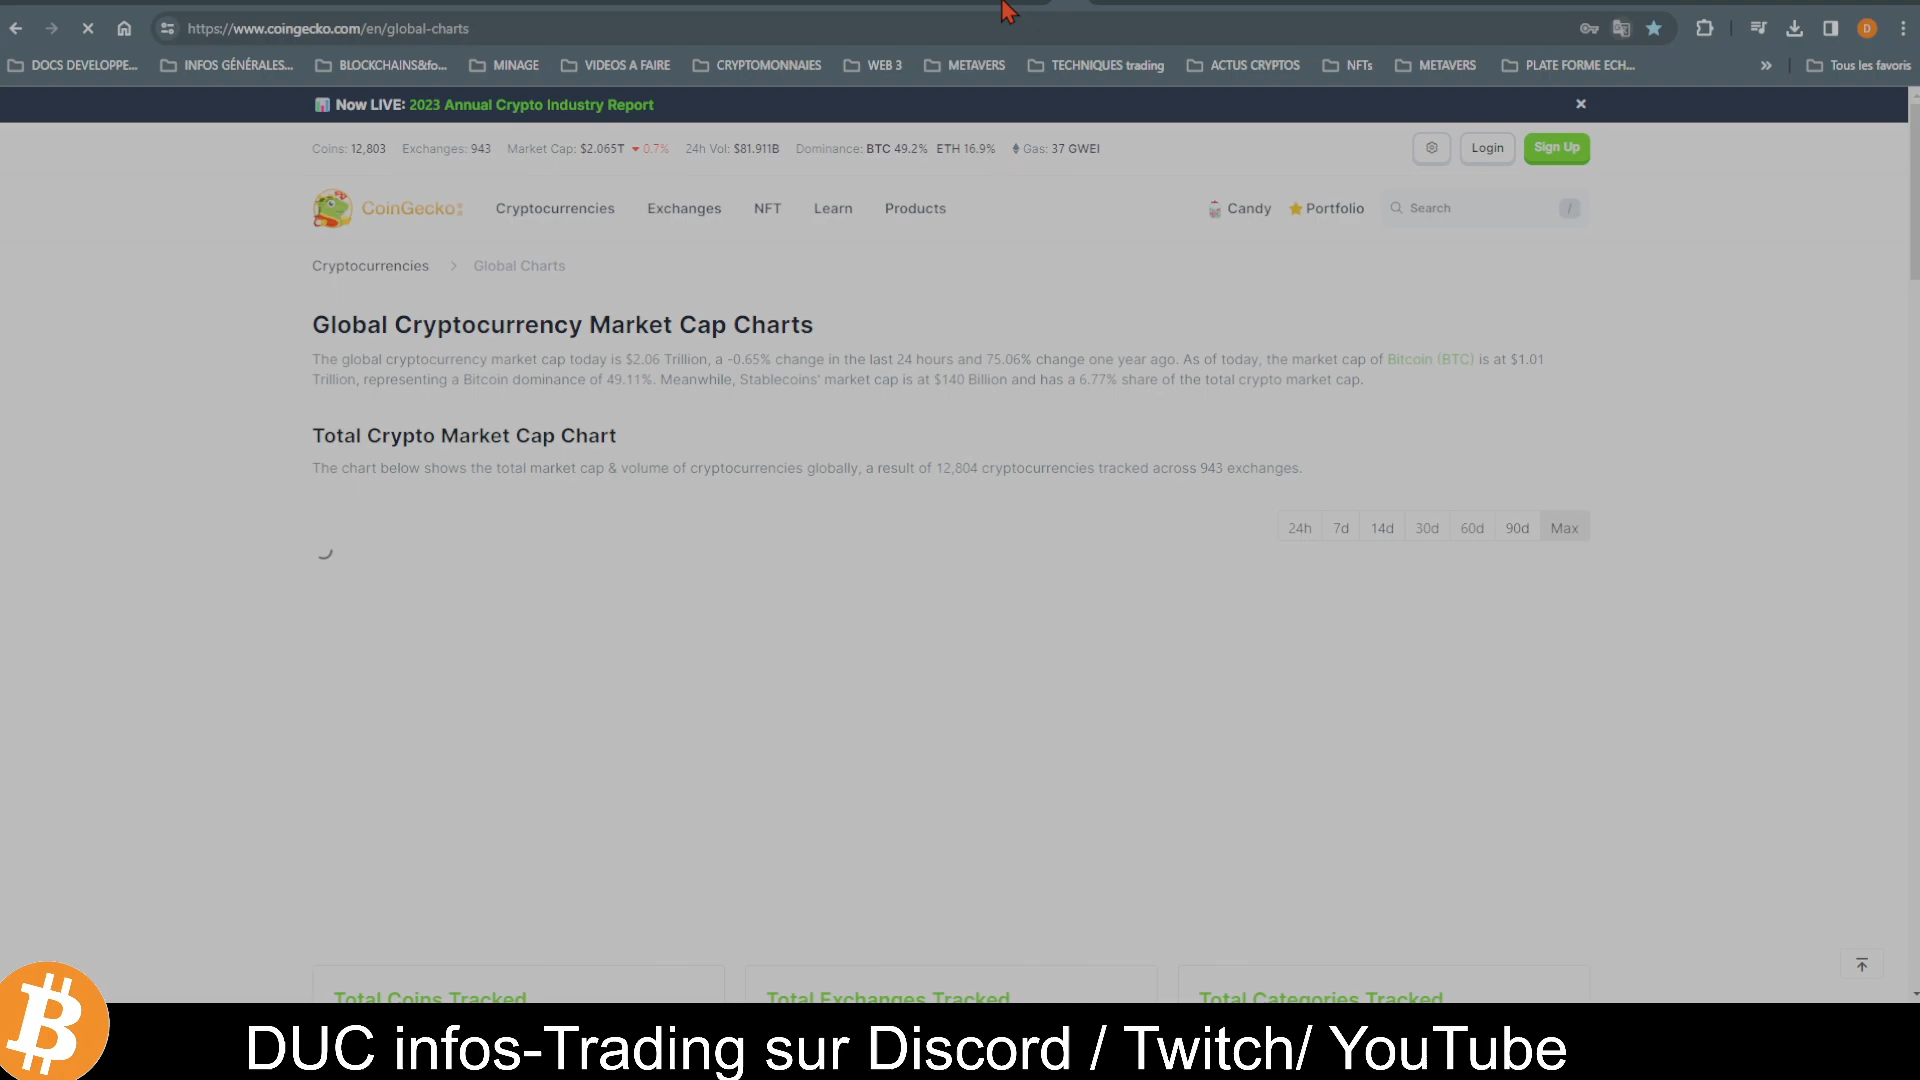 https://www.coingecko.com/en/global-charts
D
DOCS DEVELOPPE... INFOS GÉNÉRALES... BLOCKCHAINS&fo... MINAGE VIDEOS A FAIRE CRYPTOMONNAIES WEB 3 METAVERS TECHNIQUES trading ACTUS CRYPTOS NFTs METAVERS PLATE FORME ECH... » Tous les favoris
Now LIVE: 2023 Annual Crypto Industry Report
Coins: 12,803 Exchanges: 943 Market Cap: $2.065T 0.7% 24h Vol: $81.911B Dominance: BTC 49.2% ETH 16.9% Gas: 37 GWEI Login Sign Up
CoinGecko Cryptocurrencies Exchanges NFT Learn Products Candy Portfolio Search /
Cryptocurrencies > Global Charts
Global Cryptocurrency Market Cap Charts
The global cryptocurrency market cap today is $2.06 Trillion, a -0.65% change in the last 24 hours and 75.06% change one year ago. As of today, the market cap of Bitcoin (BTC) is at $1.01
Trillion, representing a Bitcoin dominance of 49.11%. Meanwhile, Stablecoins' market cap is at $140 Billion and has a 6.77% share of the total crypto market cap.
Total Crypto Market Cap Chart
The chart below shows the total market cap & volume of cryptocurrencies globally, a result of 12,804 cryptocurrencies tracked across 943 exchanges.
24h 7d 14d 30d 60d 90d Max
Total Coins Tracked Total Exchanges Tracked Total Categories Tracked
DUC infos-Trading sur Discord / Twitch/ YouTube